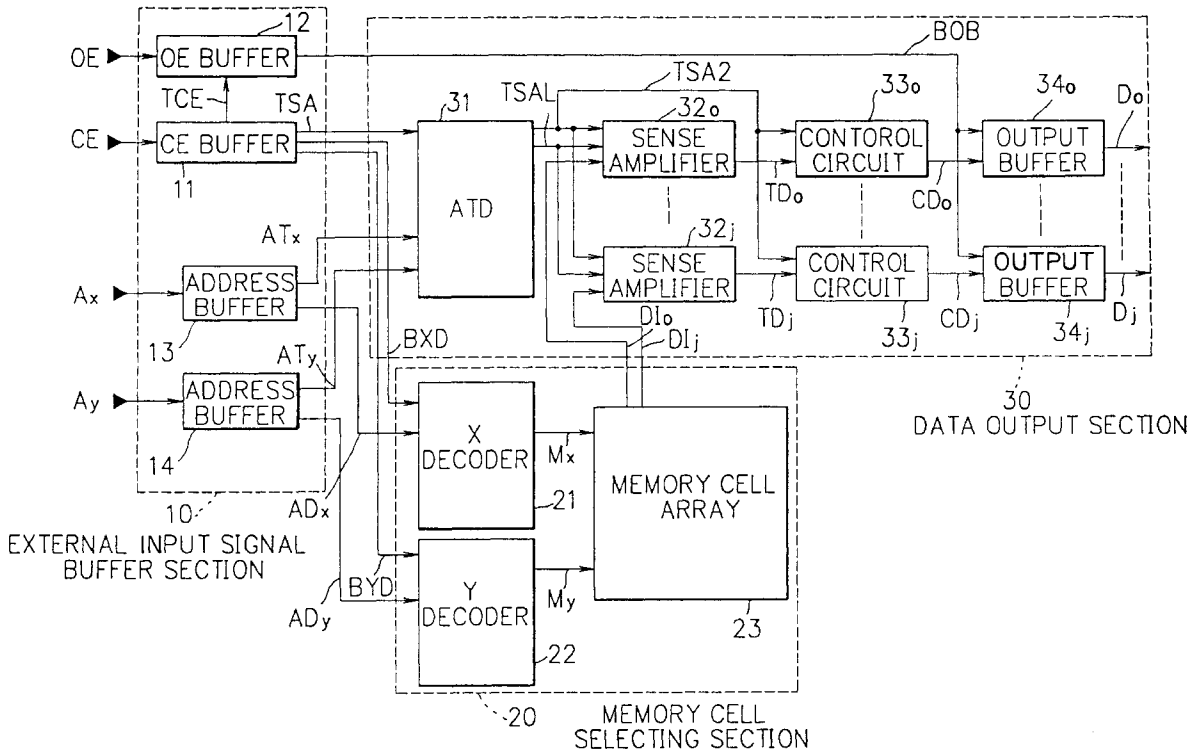 12
OE
OE BUFFER
BOB
TCE
TSA
TSA2
31
TSAL
32o
33o
34o
Do
CE
CE BUFFER
11
ATD
SENSE
AMPLIFIER
TDo
CONTOROL
CIRCUIT
CDo
OUTPUT
BUFFER
ATx
32j
Ax
ADDRESS
BUFFER
13
SENSE
AMPLIFIER
TDj
CONTROL
CIRCUIT
33j
CDj
OUTPUT
BUFFER
34j
Dj
DIo
DIj
BXD
ATy
Ay
ADDRESS
BUFFER
14
30
DATA OUTPUT SECTION
X
DECODER
21
Mx
MEMORY CELL
ARRAY
23
ADx
10
EXTERNAL INPUT SIGNAL
BUFFER SECTION
BYD
ADy
Y
DECODER
22
My
20
MEMORY CELL
SELECTING SECTION